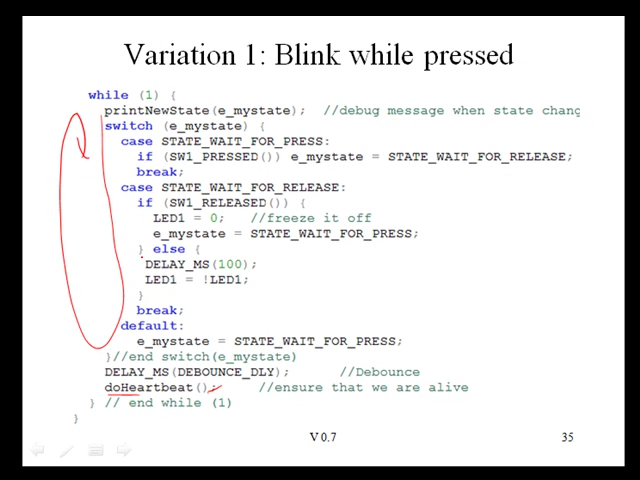 Variation 1: Blink while pressed
while (1) {
printNewState(e_mystate); //debug message when state chang
switch (e_mystate) {
case STATE_WAIT_FOR_PRESS:
if (SW1_PRESSED()) e_mystate = STATE_WAIT_FOR_RELEASE;
break;
case STATE_WAIT_FOR_RELEASE:
if (SW1_RELEASED()) {
LED1 = 0; //freeze it off
e_mystate = STATE_WAIT_FOR_PRESS;
} else {
DELAY_MS(100);
LED1 = !LED1;
}
break;
default:
e_mystate = STATE_WAIT_FOR_PRESS;
}//end switch(e_mystate)
DELAY_MS(DEBOUNCE_DLY); //Debounce
doHeartbeat(); //ensure that we are alive
} // end while (1)
}
V 0.7 35